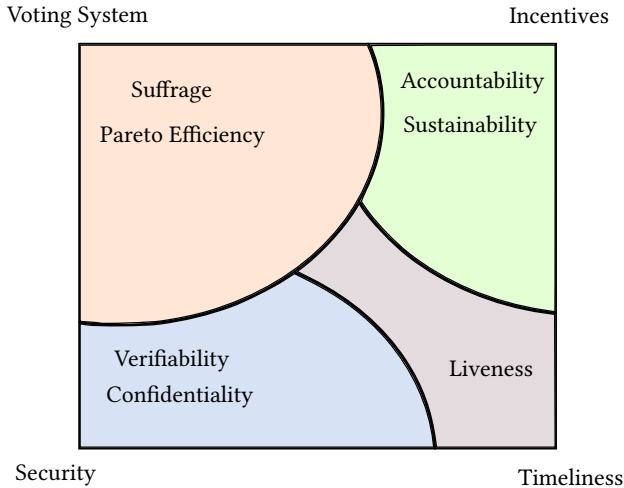 Voting System
Incentives
Suffrage
Pareto Efficiency
Accountability
Sustainability
Verifiability
Confidentiality
Liveness
Security
Timeliness